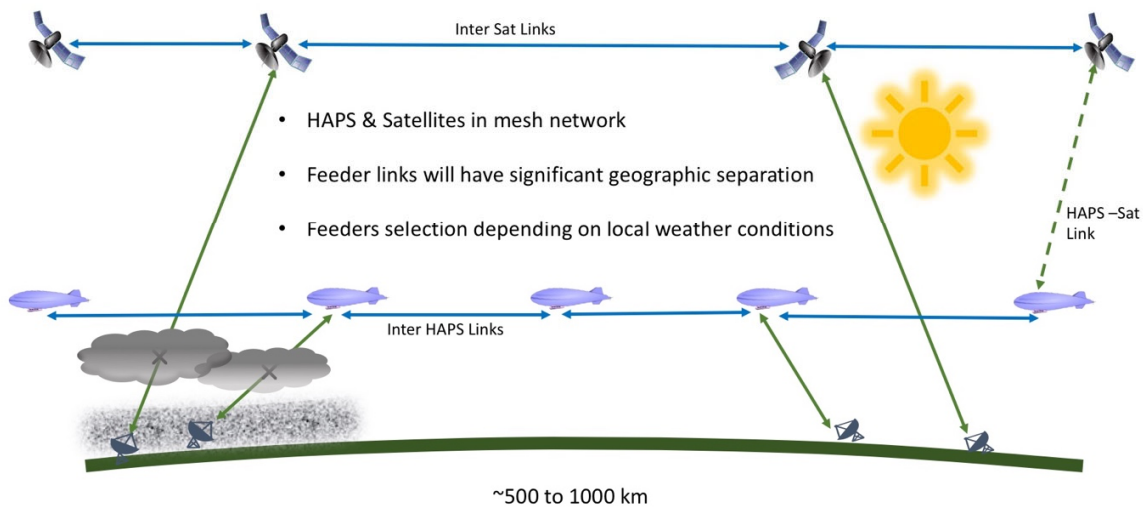 Inter Sat Links
• HAPS & Satellites in mesh network
• Feeder links will have significant geographic separation
• Feeders selection depending on local weather conditions
HAPS –Sat
Link
Inter HAPS Links
~500 to 1000 km